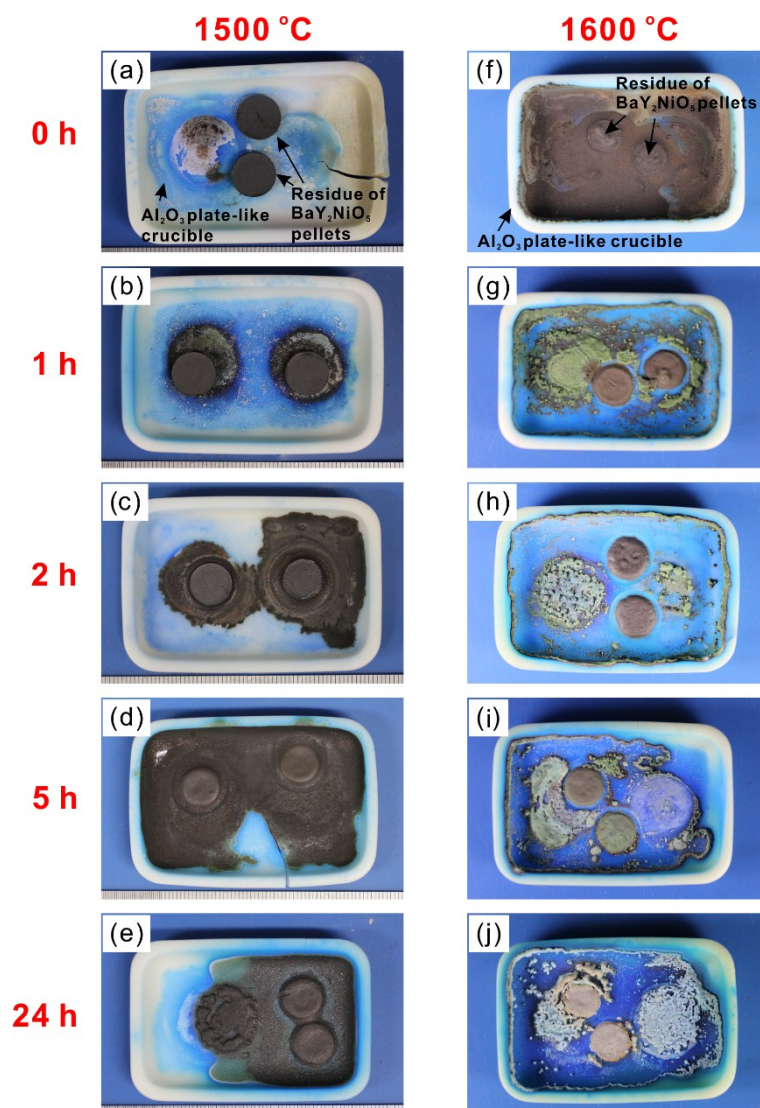 1500 °C
1600 °C
0 h
(a)
Al₂O₃ plate-like
crucible
Residue of
BaY₂NiO₅
pellets
(f)
Residue of
BaY₂NiO₅ pellets
Al₂O₃ plate-like crucible
1 h
(b)
(g)
2 h
(c)
(h)
5 h
(d)
(i)
24 h
(e)
(j)